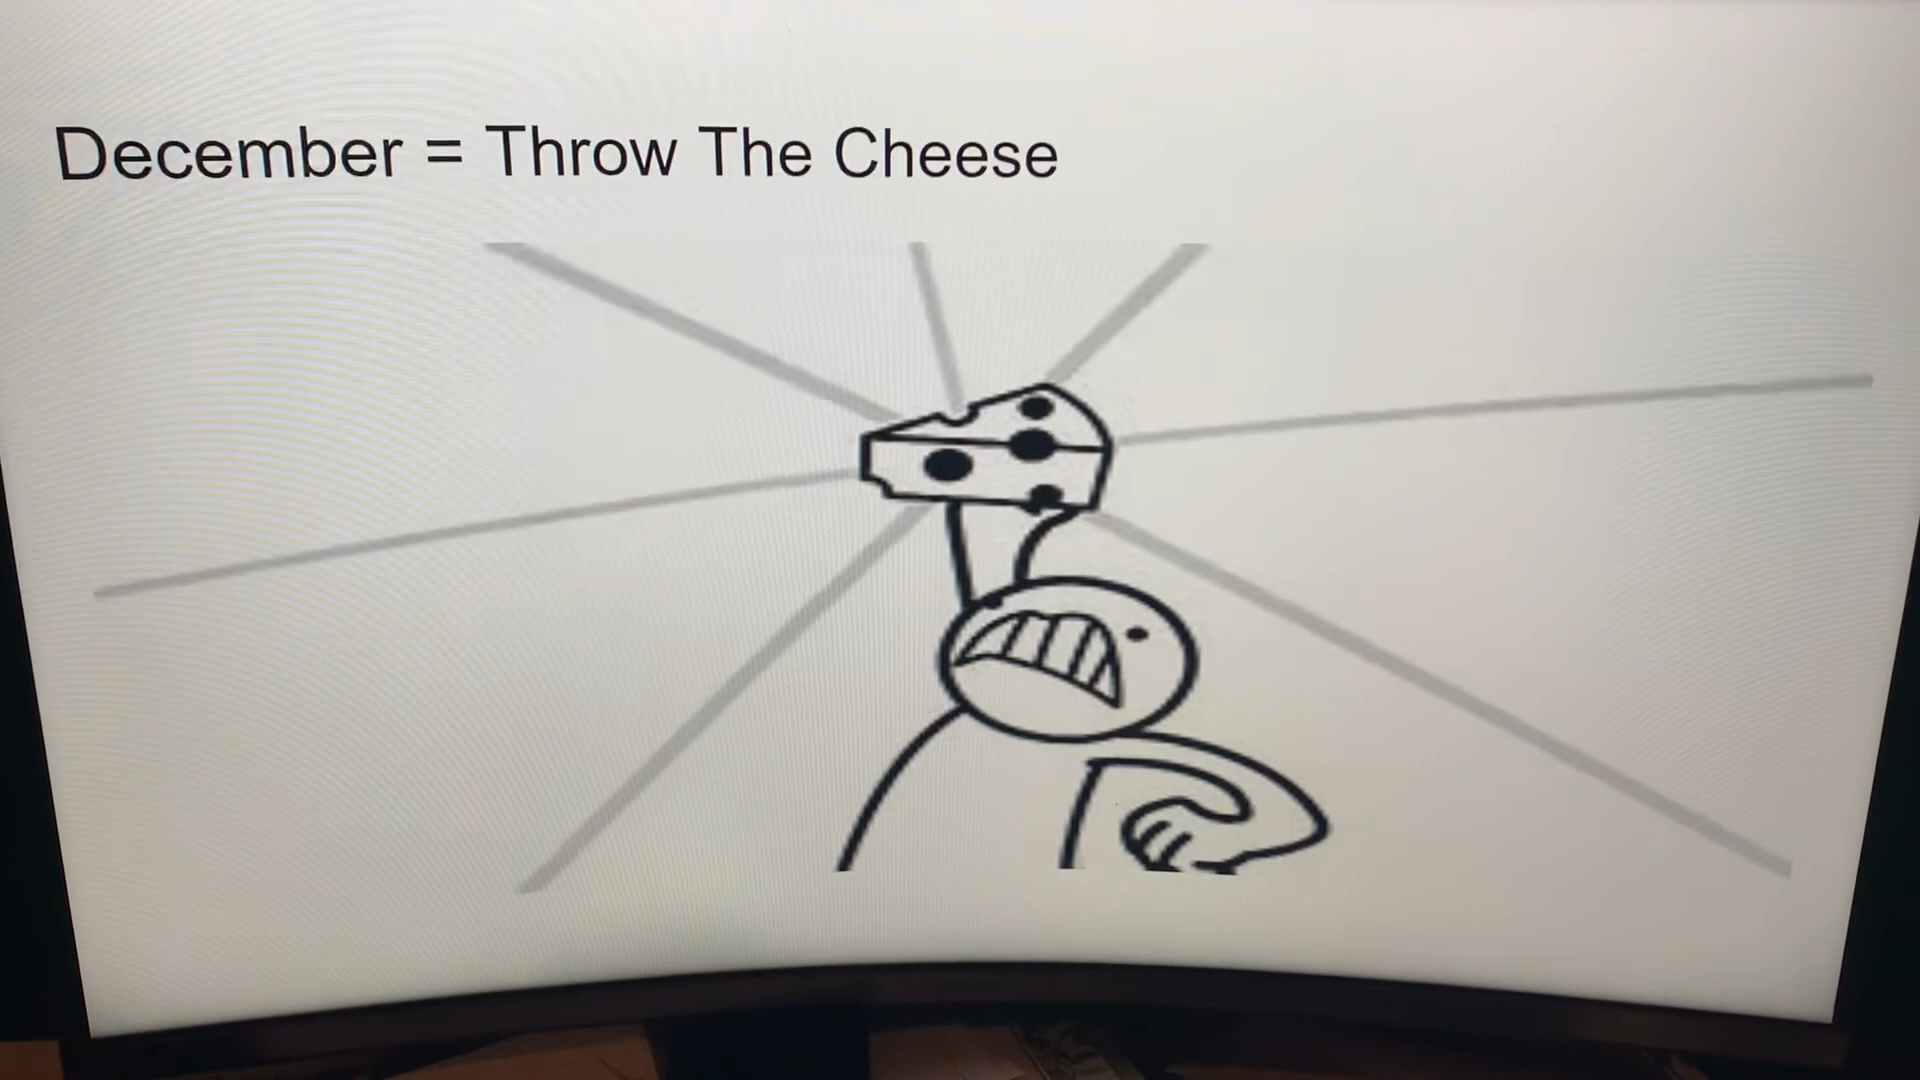 December = Throw The Cheese